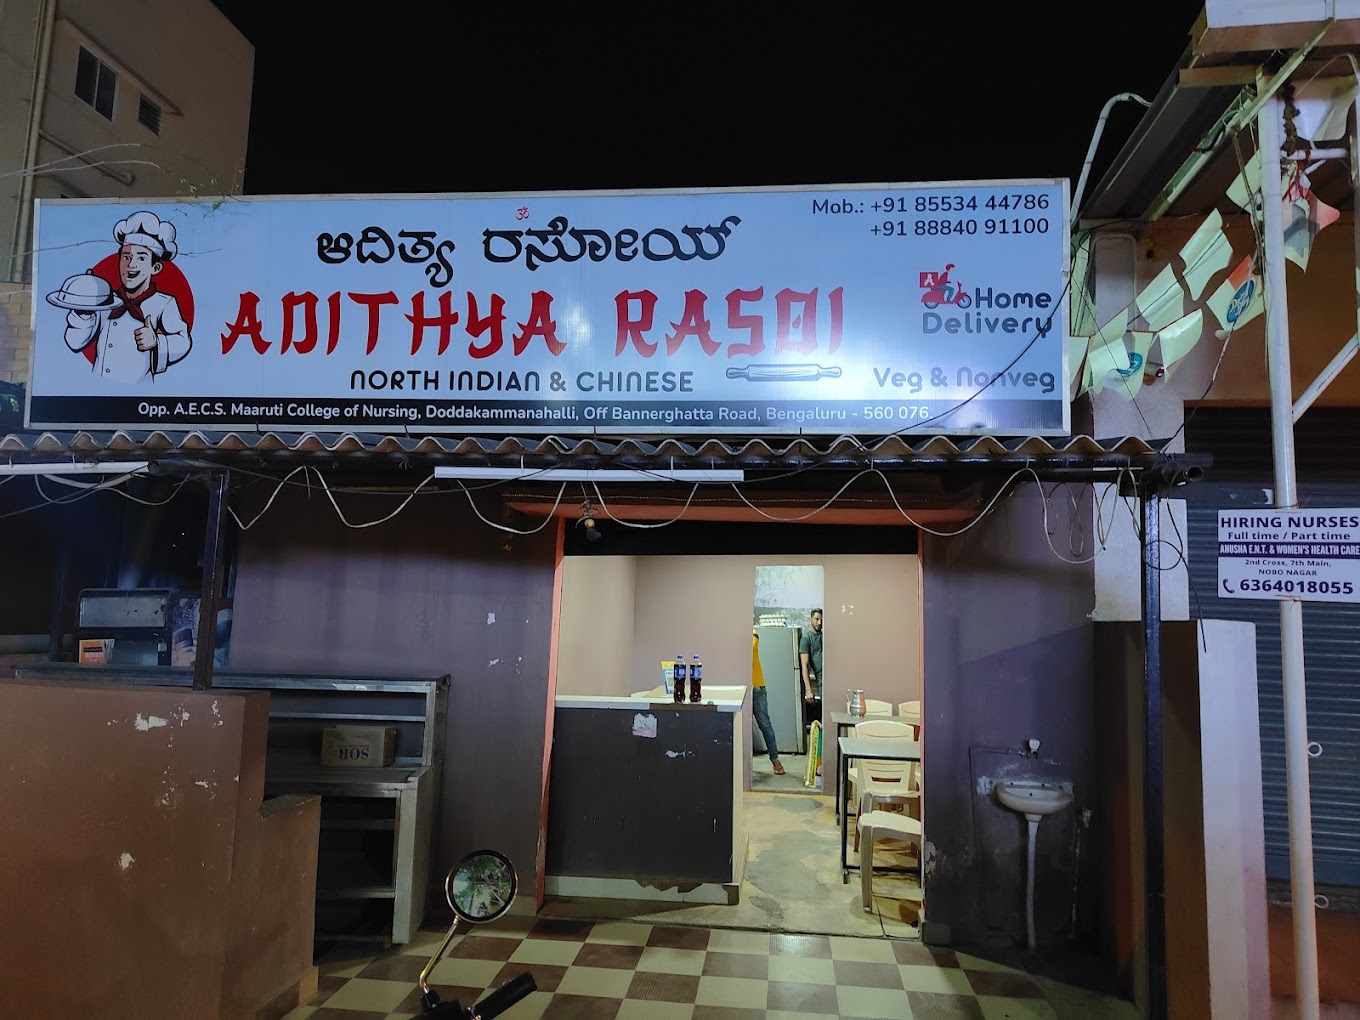 ॐ
ಆದಿತ್ಯ ರಸೋಯ್
ADITHYA RASOI
NORTH INDIAN & CHINESE
Mob.: +91 85534 44786
+91 88840 91100
A
Home
Delivery
Veg & Nonveg
Opp. A.E.C.S. Maaruti College of Nursing, Doddakammanahalli, Off Bannerghatta Road, Bengaluru - 560 076.
HIRING NURSES
Full time / Part time
ANUSHA E.N.T. & WOMEN'S HEALTH CARE
2nd Cross, 7th Main,
NOBO NAGAR
6364018055
SOR